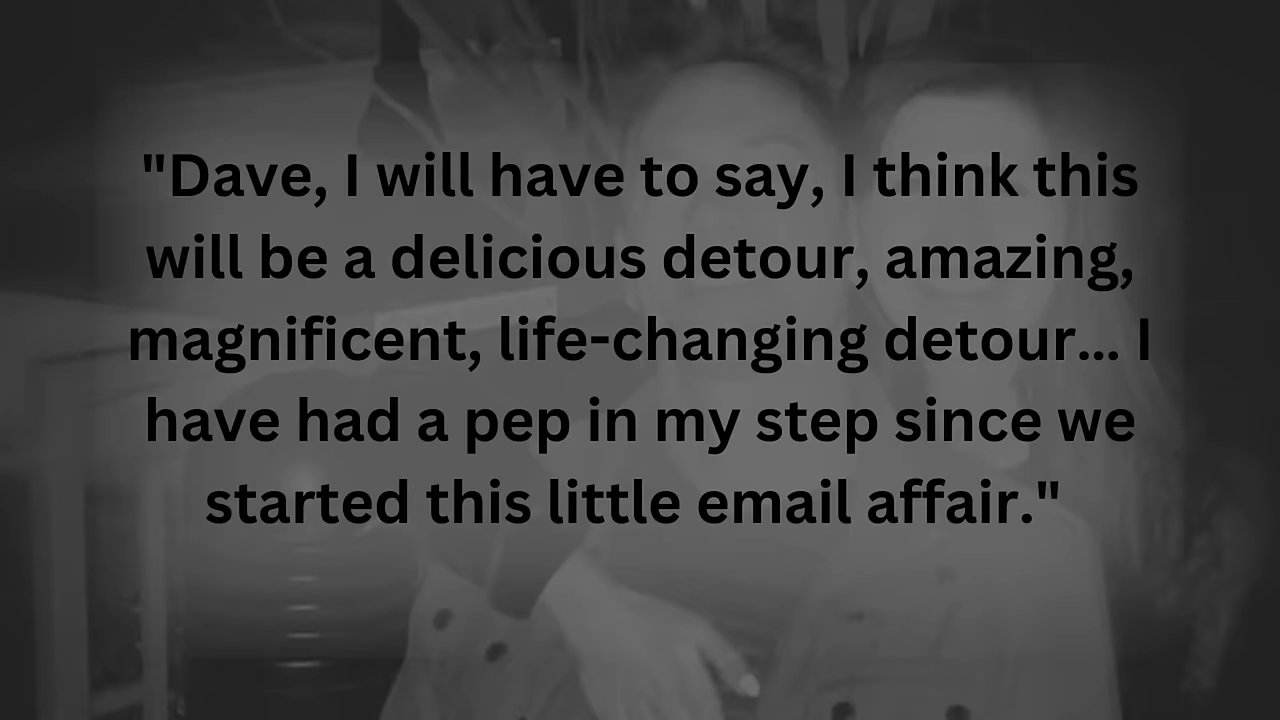 "Dave, I will have to say, I think this
will be a delicious detour, amazing,
magnificent, life-changing detour... I
have had a pep in my step since we
started this little email affair."